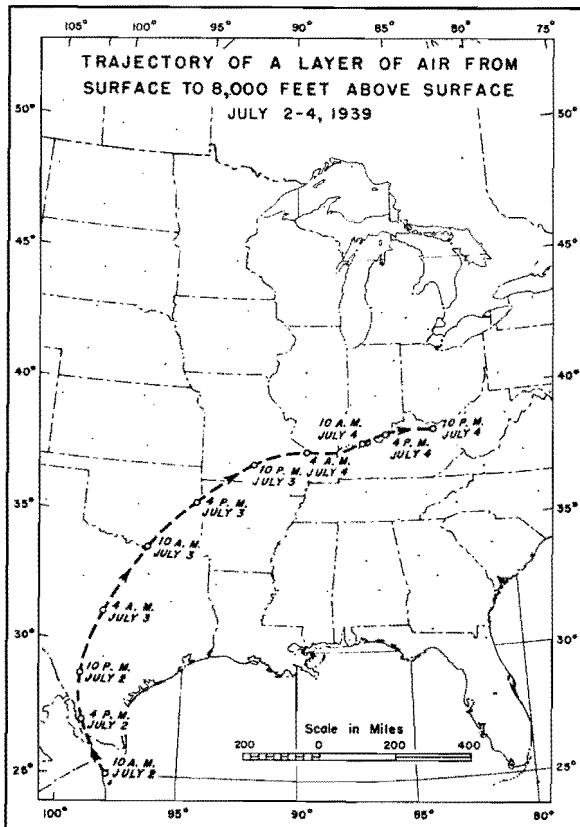 105° 100° 95° 90° 85° 80° 75°
TRAJECTORY OF A LAYER OF AIR FROM
SURFACE TO 8,000 FEET ABOVE SURFACE
JULY 2-4, 1939
50° 50°
45° 45°
40° 40°
10 A. M.
JULY 4
10 P. M.
JULY 4
4 P. M.
JULY 4
4 A. M.
JULY 4
10 P. M.
JULY 3
35° 35°
4 P. M.
JULY 3
10 A. M.
JULY 3
4 A. M.
JULY 3
30° 30°
10 P. M.
JULY 2
4 P. M.
JULY 2
Scale in Miles
200 0 200 400
25° 25°
10 A. M.
JULY 2
100° 95° 90° 85° 80°